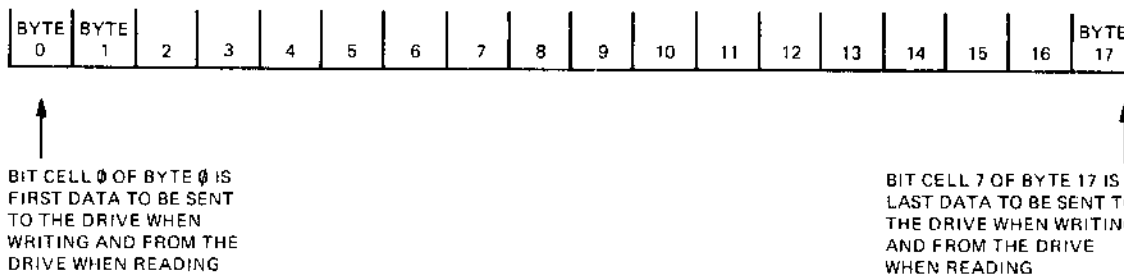 BYTE BYTE BYTE
0 1 2 3 4 5 6 7 8 9 10 11 12 13 14 15 16 17
BIT CELL 0 OF BYTE 0 IS
FIRST DATA TO BE SENT
TO THE DRIVE WHEN
WRITING AND FROM THE
DRIVE WHEN READING
BIT CELL 7 OF BYTE 17 IS
LAST DATA TO BE SENT T
THE DRIVE WHEN WRITIN
AND FROM THE DRIVE
WHEN READING